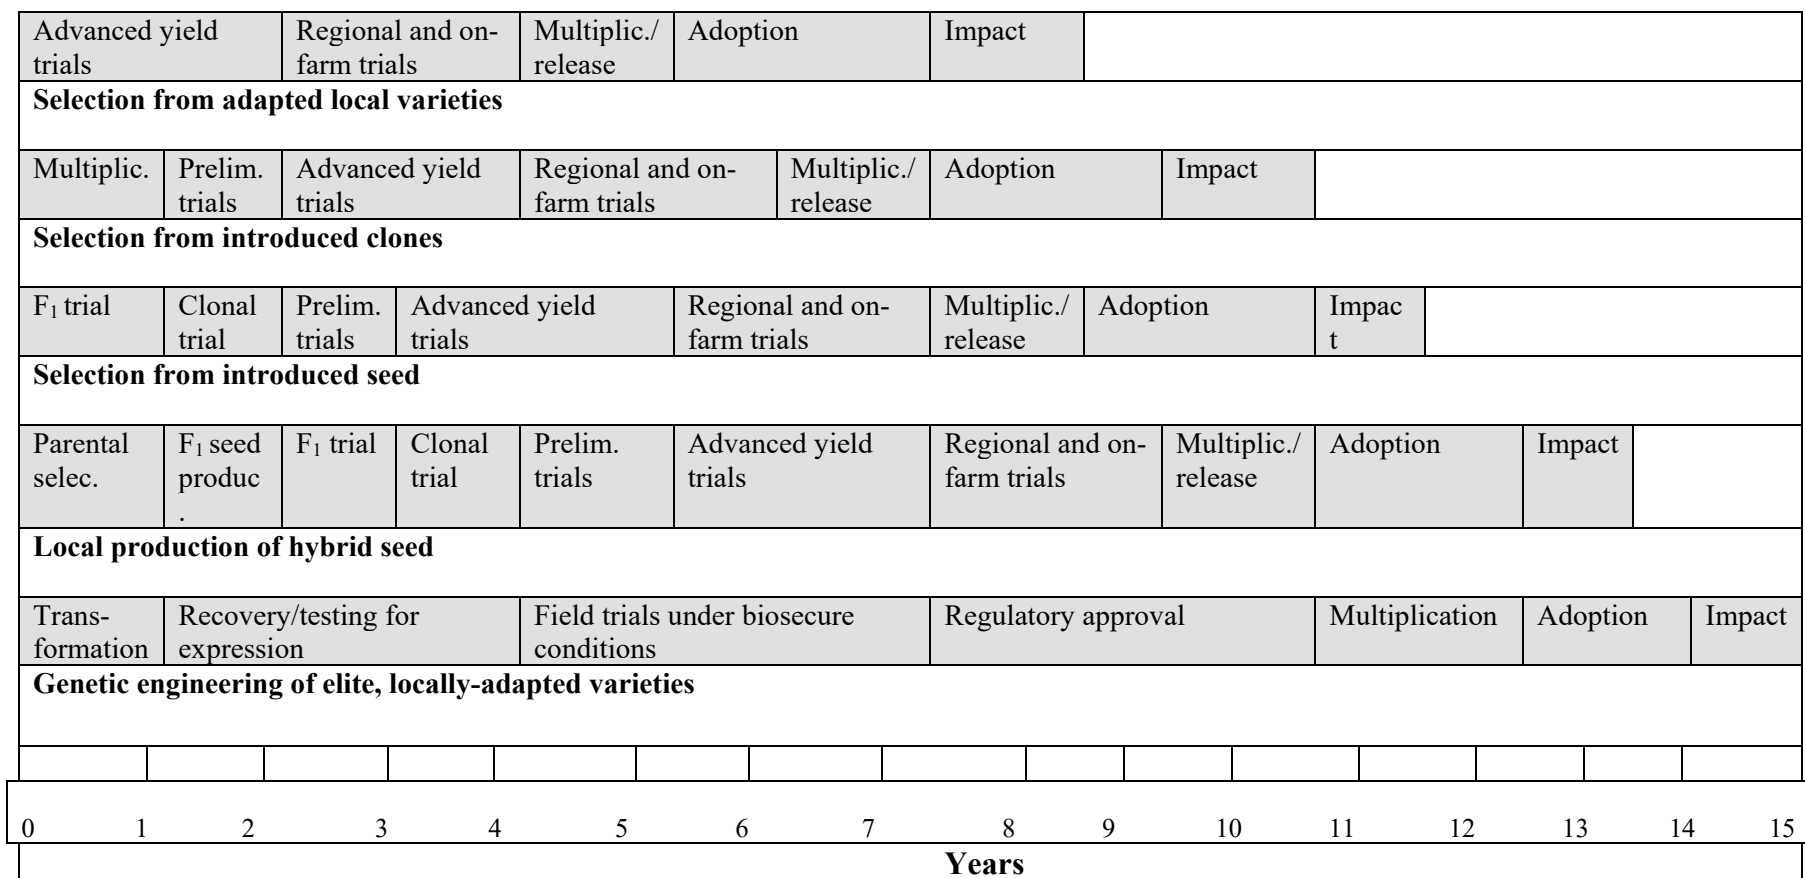 Advanced yield trials Regional and on-farm trials Multiplic./ release Adoption Impact
Selection from adapted local varieties
Multiplic. Prelim. trials Advanced yield trials Regional and on-farm trials Multiplic./ release Adoption Impact
Selection from introduced clones
F₁ trial Clonal trial Prelim. trials Advanced yield trials Regional and on-farm trials Multiplic./ release Adoption Impact
Selection from introduced seed
Parental selec. F₁ seed produc. F₁ trial Clonal trial Prelim. trials Advanced yield trials Regional and on-farm trials Multiplic./ release Adoption Impact
Local production of hybrid seed
Trans-formation Recovery/testing for expression Field trials under biosecure conditions Regulatory approval Multiplication Adoption Impact
Genetic engineering of elite, locally-adapted varieties
0 1 2 3 4 5 6 7 8 9 10 11 12 13 14 15
Years